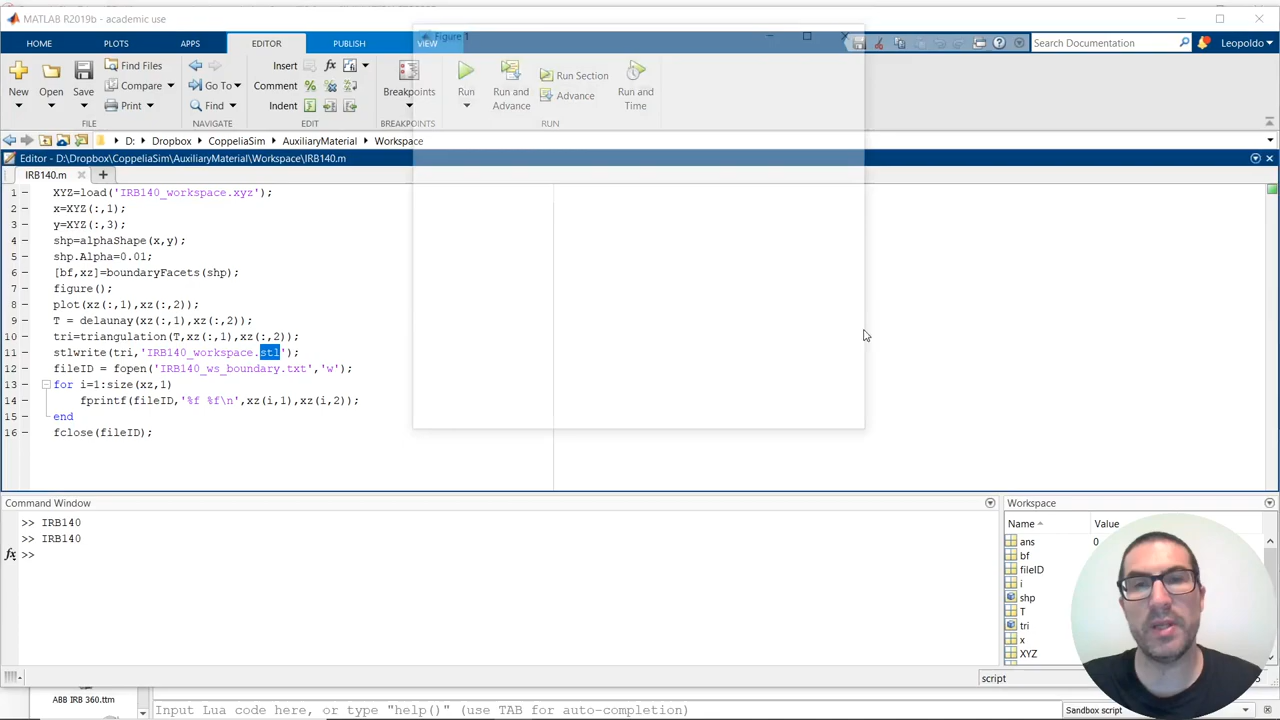 MATLAB R2019b - academic use
Figure 1
HOME PLOTS APPS EDITOR PUBLISH VIEW
Search Documentation
Leopoldo
New Open Save
Find Files
Compare
Print
FILE
Go To
Find
NAVIGATE
Insert
Comment
Indent
EDIT
Breakpoints
BREAKPOINTS
Run
Run and Advance
Run Section
Advance
Run and Time
RUN
D: Dropbox CoppeliaSim AuxiliaryMaterial Workspace
Editor - D:\Dropbox\CoppeliaSim\AuxiliaryMaterial\Workspace\IRB140.m
IRB140.m
1 XYZ=load('IRB140_workspace.xyz');
2 x=XYZ(:,1);
3 y=XYZ(:,3);
4 shp=alphaShape(x,y);
5 shp.Alpha=0.01;
6 [bf,xz]=boundaryFacets(shp);
7 figure();
8 plot(xz(:,1),xz(:,2));
9 T = delaunay(xz(:,1),xz(:,2));
10 tri=triangulation(T,xz(:,1),xz(:,2));
11 stlwrite(tri,'IRB140_workspace.stl');
12 fileID = fopen('IRB140_ws_boundary.txt','w');
13 for i=1:size(xz,1)
14 fprintf(fileID,'%f %f\n',xz(i,1),xz(i,2));
15 end
16 fclose(fileID);
Command Window
>> IRB140
>> IRB140
fx >>
Workspace
Name Value
ans 0
bf
fileID
i
shp
T
tri
x
XYZ
script
ABB IRB 360.ttm
Input Lua code here, or type "help()" (use TAB for auto-completion)
Sandbox script